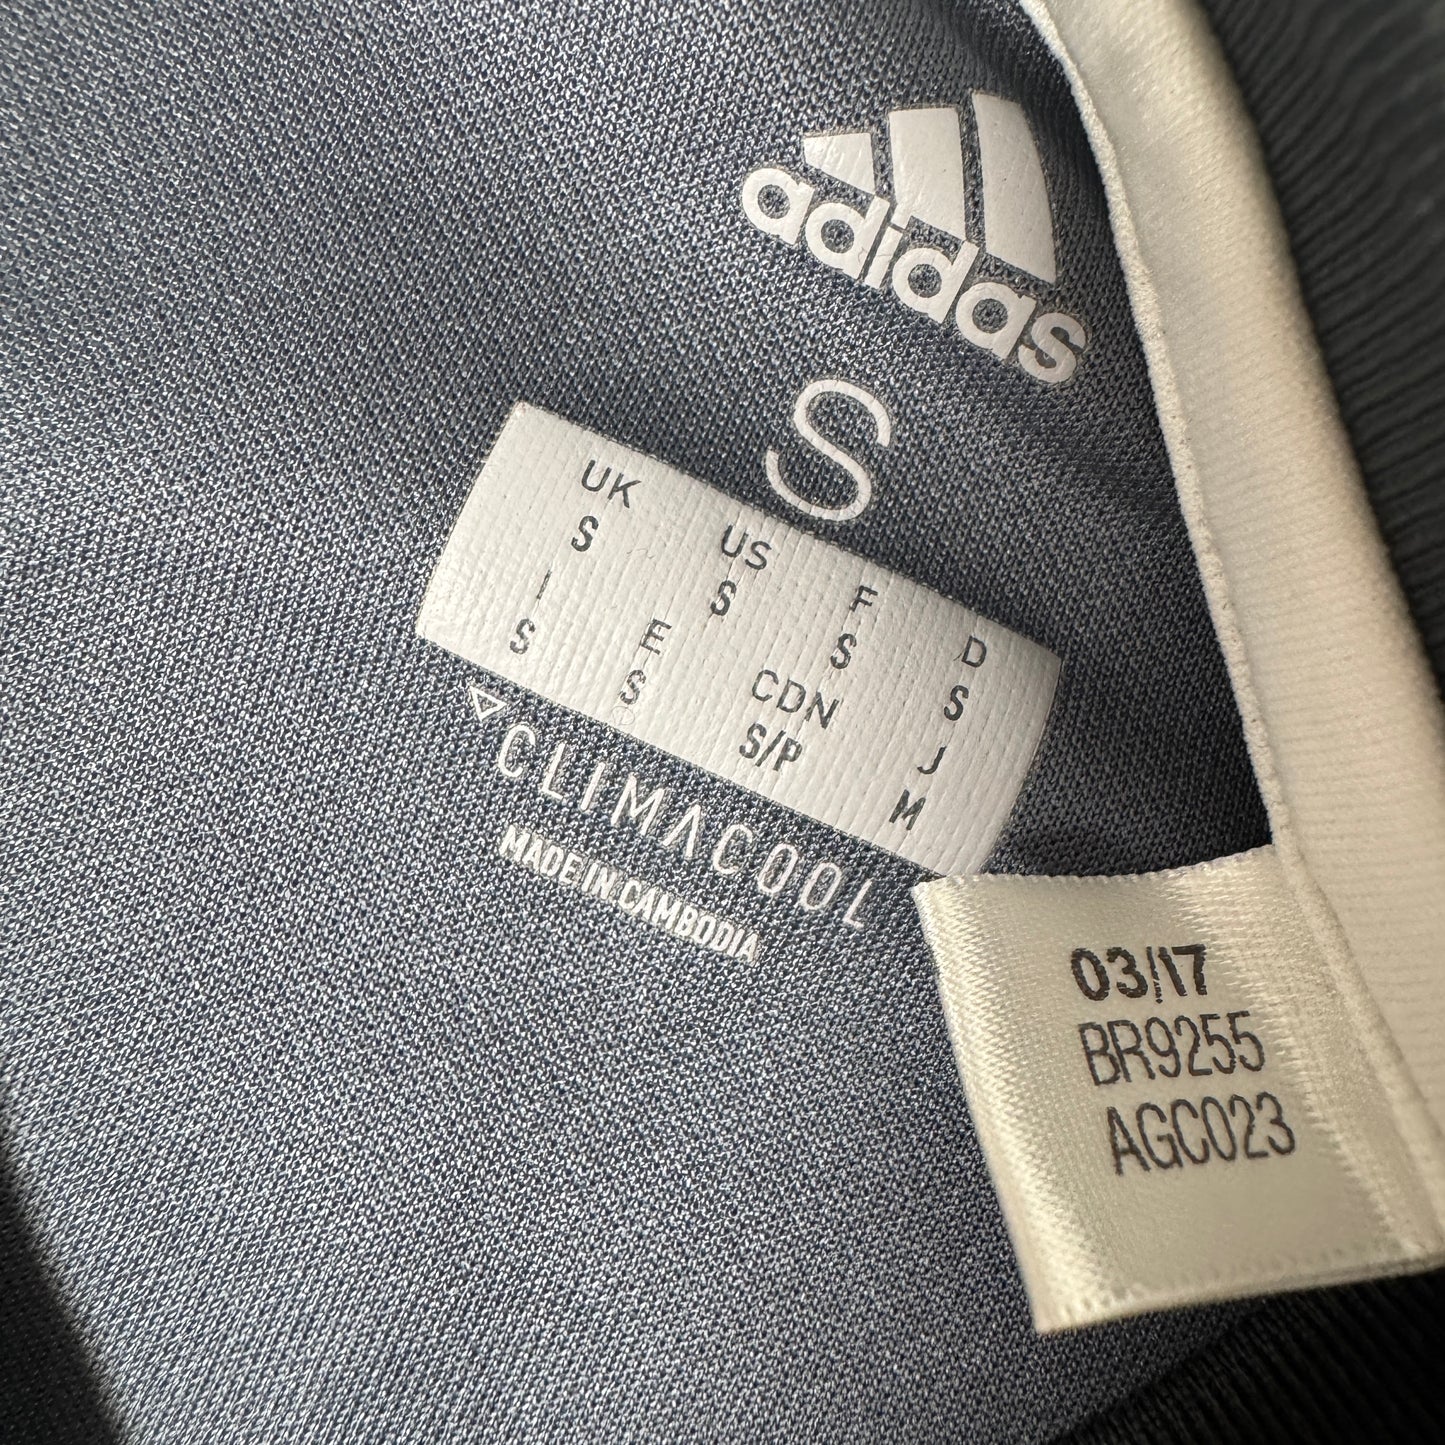 adidas
S
UK US F D
S S S S
I E CDN J
S S S/P M
CLIMACOOL
MADE IN CAMBODIA
03/17
BR9255
AGC023